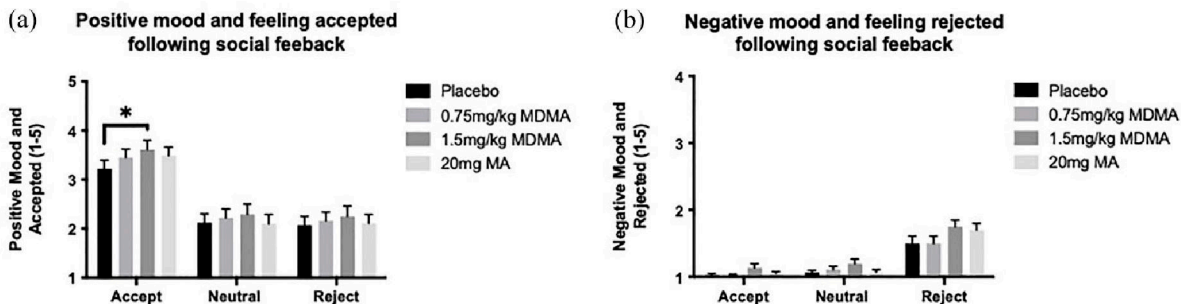 (a)
Positive mood and feeling accepted
following social feeback
Positive Mood and
Accepted (1-5)
5
4
3
2
1
*
Accept
Neutral
Reject
Placebo
0.75mg/kg MDMA
1.5mg/kg MDMA
20mg MA
(b)
Negative mood and feeling rejected
following social feeback
Negative Mood and
Rejected (1-5)
4
3
2
1
Accept
Neutral
Reject
Placebo
0.75mg/kg MDMA
1.5mg/kg MDMA
20mg MA